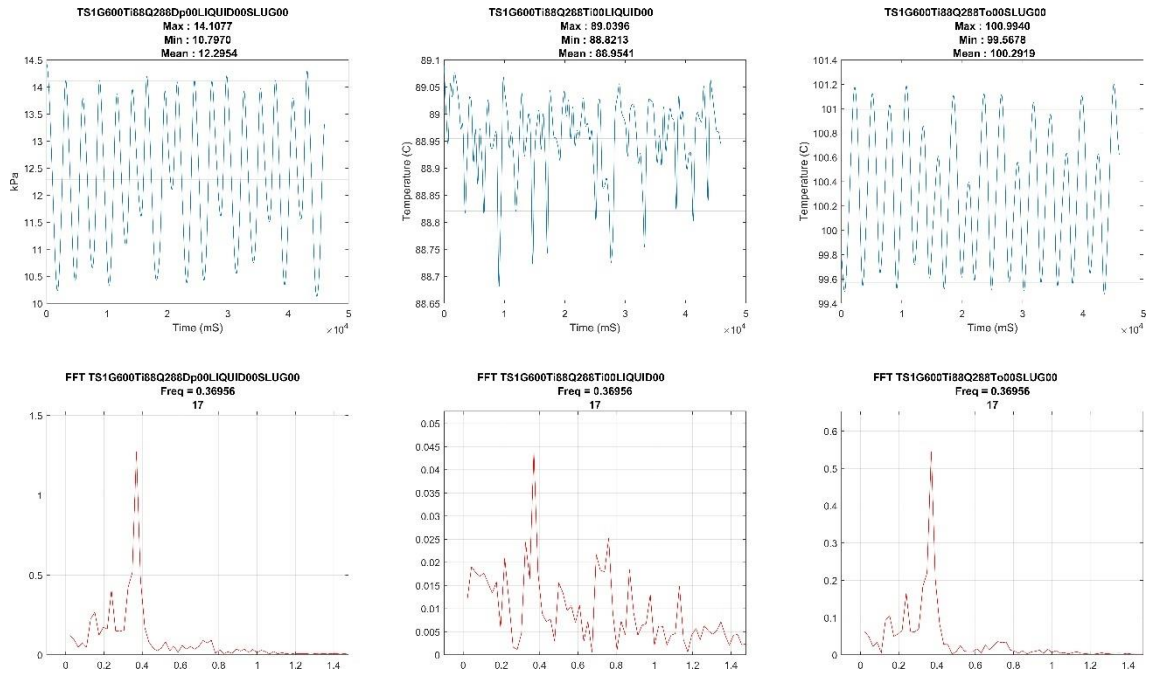 TS1G600Ti88Q288Dp00LIQUID00SLUG00
Max : 14.1077
Min : 10.7970
Mean : 12.2954
14.5
14
13.5
13
12.5
12
11.5
11
10.5
10
kPa
0 1 2 3 4 5
Time (mS)
×10⁴
TS1G600Ti88Q288Ti00LIQUID00
Max : 89.0396
Min : 88.8213
Mean : 88.9541
89.1
89.05
89
88.95
88.9
88.85
88.8
88.75
88.7
88.65
Temperature (C)
0 1 2 3 4 5
Time (mS)
×10⁴
TS1G600Ti88Q288To00SLUG00
Max : 100.9940
Min : 99.5678
Mean : 100.2919
101.4
101.2
101
100.8
100.6
100.4
100.2
100
99.8
99.6
99.4
Temperature (C)
0 1 2 3 4 5
Time (mS)
×10⁴
FFT TS1G600Ti88Q288Dp00LIQUID00SLUG00
Freq = 0.36956
17
1.5
1
0.5
0
0 0.2 0.4 0.6 0.8 1 1.2 1.4
FFT TS1G600Ti88Q288Ti00LIQUID00
Freq = 0.36956
17
0.05
0.045
0.04
0.035
0.03
0.025
0.02
0.015
0.01
0.005
0
0 0.2 0.4 0.6 0.8 1 1.2 1.4
FFT TS1G600Ti88Q288To00SLUG00
Freq = 0.36956
17
0.6
0.5
0.4
0.3
0.2
0.1
0
0 0.2 0.4 0.6 0.8 1 1.2 1.4